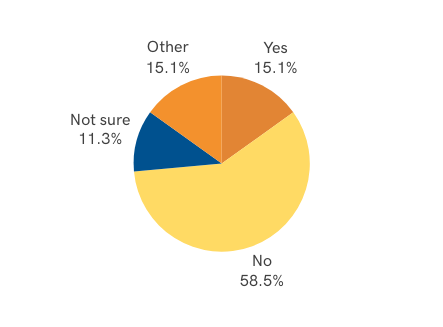 Other
15.1%
Yes
15.1%
Not sure
11.3%
No
58.5%